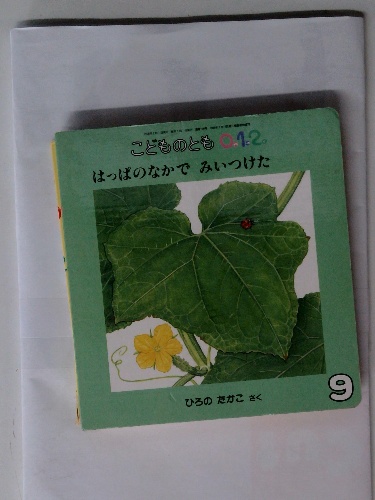 こどものとも 0.1.2.
はっぱのなかで みいつけた
ひろの たかこ さく
9